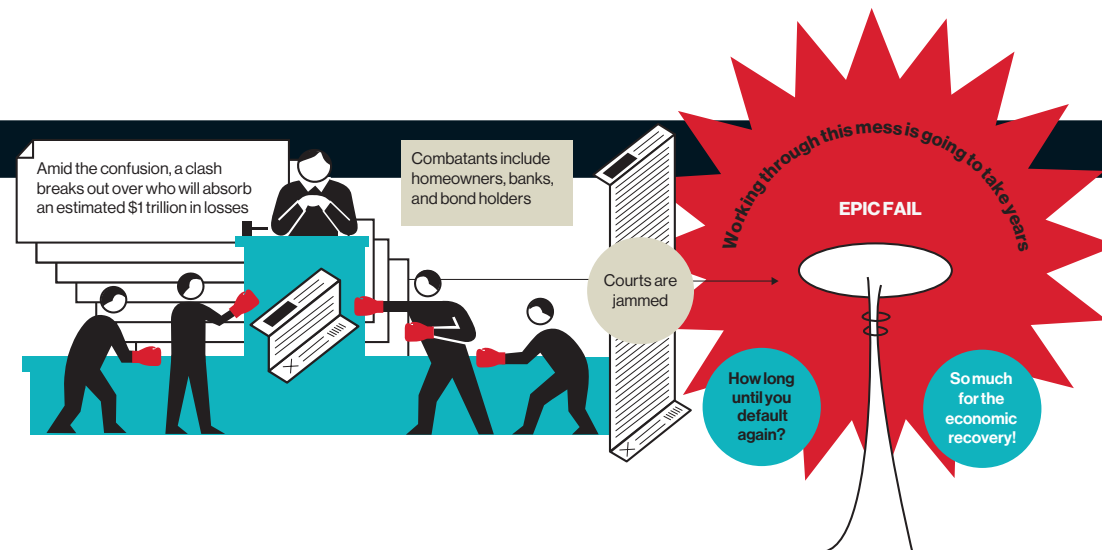 Amid the confusion, a clash
breaks out over who will absorb
an estimated $1 trillion in losses
Combatants include
homeowners, banks,
and bond holders
Courts are
jammed
Working through this mess is going to take years
EPIC FAIL
How long
until you
default
again?
So much
for the
economic
recovery!